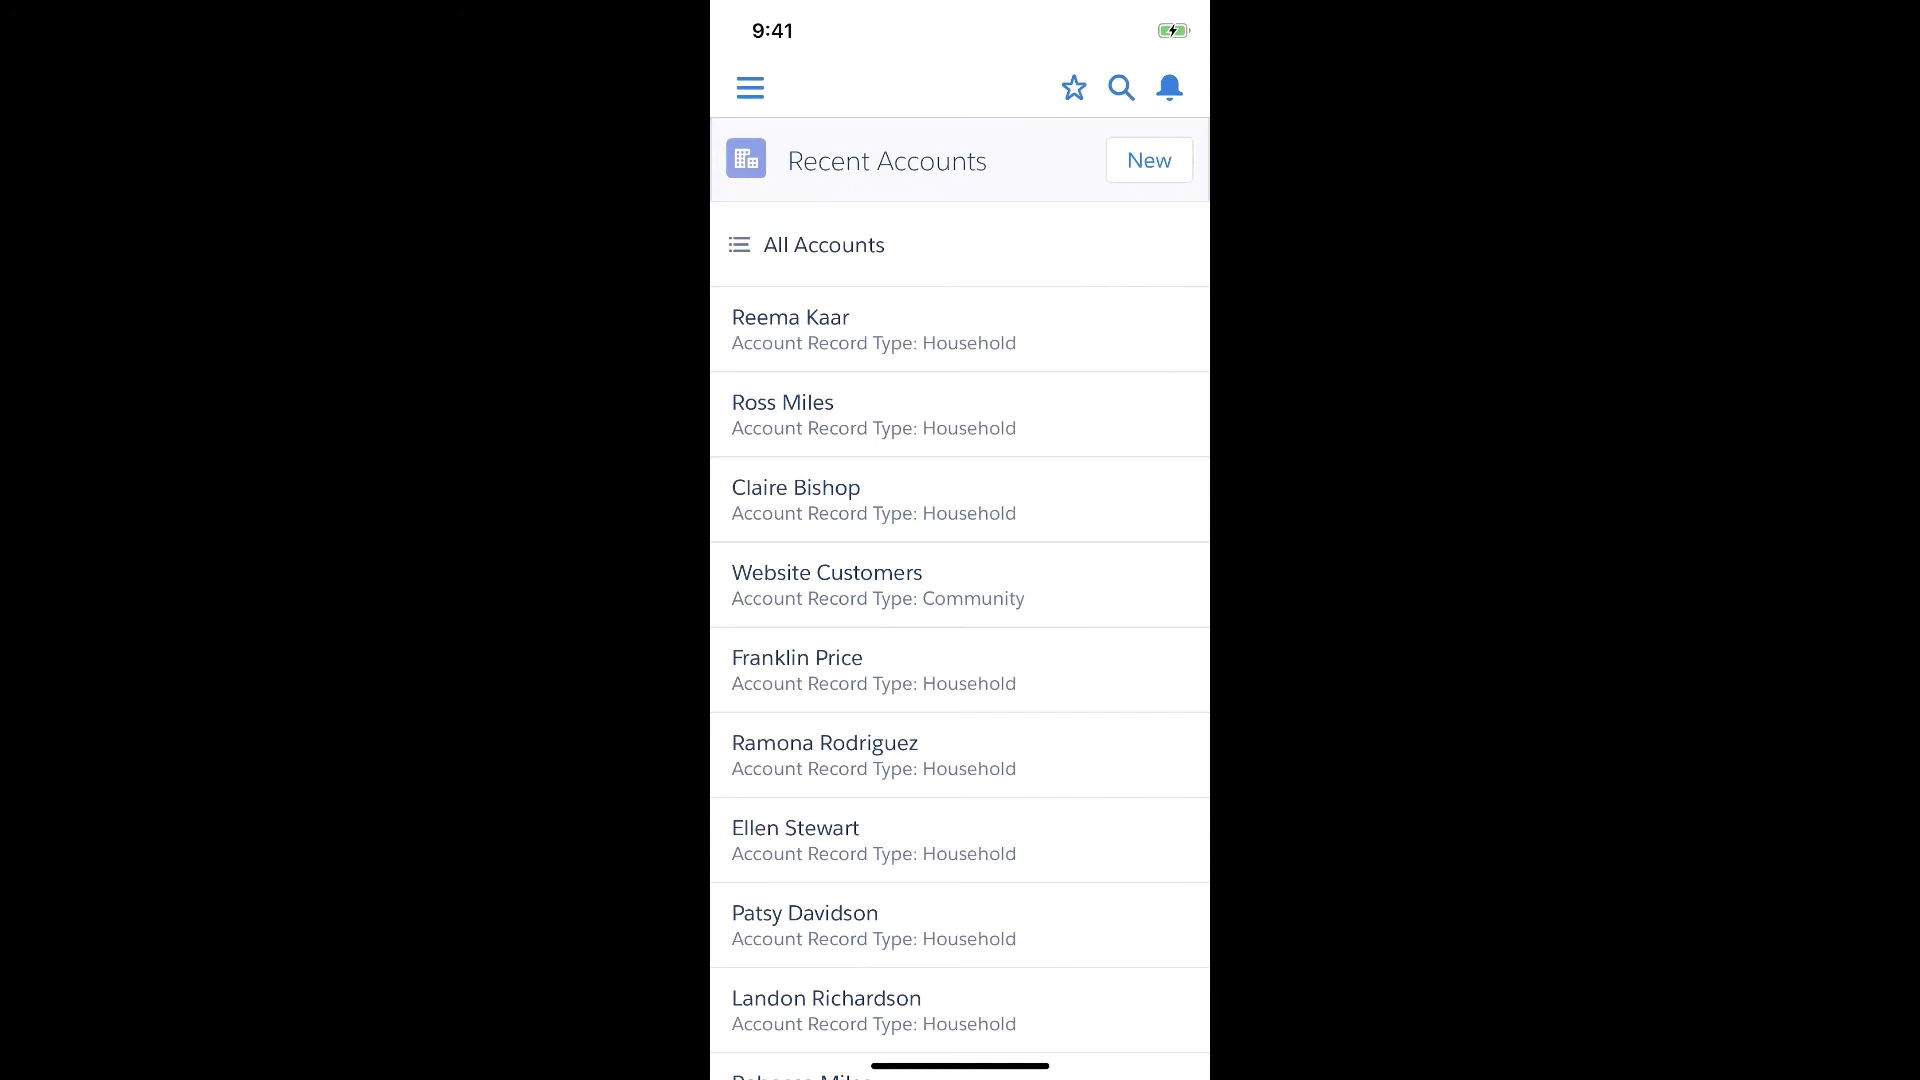 9:41
Recent Accounts
New
All Accounts
Reema Kaar
Account Record Type: Household
Ross Miles
Account Record Type: Household
Claire Bishop
Account Record Type: Household
Website Customers
Account Record Type: Community
Franklin Price
Account Record Type: Household
Ramona Rodriguez
Account Record Type: Household
Ellen Stewart
Account Record Type: Household
Patsy Davidson
Account Record Type: Household
Landon Richardson
Account Record Type: Household